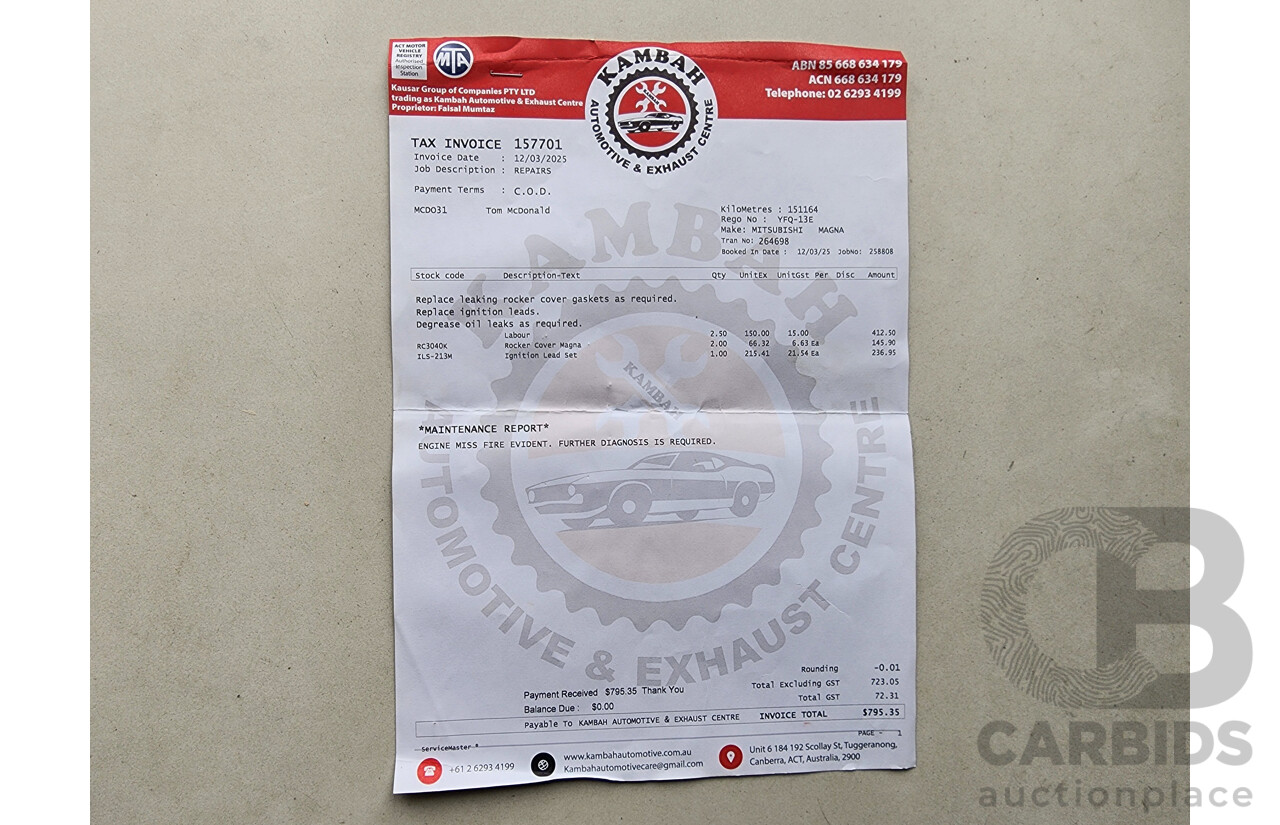 ACT MOTOR
VEHICLE
REGISTRY
Authorised
Inspection
Station
MTA
Kausar Group of Companies PTY LTD
trading as Kambah Automotive & Exhaust Centre
Proprietor: Faisal Mumtaz
KAMBAH
AUTOMOTIVE & EXHAUST CENTRE
ABN 85 668 634 179
ACN 668 634 179
Telephone: 02 6293 4199
TAX INVOICE 157701
Invoice Date : 12/03/2025
Job Description : REPAIRS
Payment Terms : C.O.D.
MCDO31 Tom McDonald
KiloMetres : 151164
Rego No : YFQ-13E
Make: MITSUBISHI MAGNA
Tran No: 264698
Booked In Date : 12/03/25 JobNo: 258808
Stock code Description-Text Qty UnitEx UnitGst Per Disc Amount
Replace leaking rocker cover gaskets as required.
Replace ignition leads.
Degrease oil leaks as required.
Labour 2.50 150.00 15.00 412.50
RC3040K Rocker Cover Magna - 2.00 66.32 6.63 Ea 145.90
ILS-213M Ignition Lead Set 1.00 215.41 21.54 Ea 236.95
KAMBAH
KAMBAH
AUTOMOTIVE & EXHAUST CENTRE
*MAINTENANCE REPORT*
ENGINE MISS FIRE EVIDENT. FURTHER DIAGNOSIS IS REQUIRED.
Rounding -0.01
Total Excluding GST 723.05
Total GST 72.31
Payment Received $795.35 Thank You
Balance Due : $0.00
Payable To KAMBAH AUTOMOTIVE & EXHAUST CENTRE INVOICE TOTAL $795.35
PAGE - 1
ServiceMaster ®
+61 2 6293 4199
www.kambahautomotive.com.au
Kambahautomotivecare@gmail.com
Unit 6 184 192 Scollay St, Tuggeranong,
Canberra, ACT, Australia, 2900
CB
CARBIDS
auctionplace